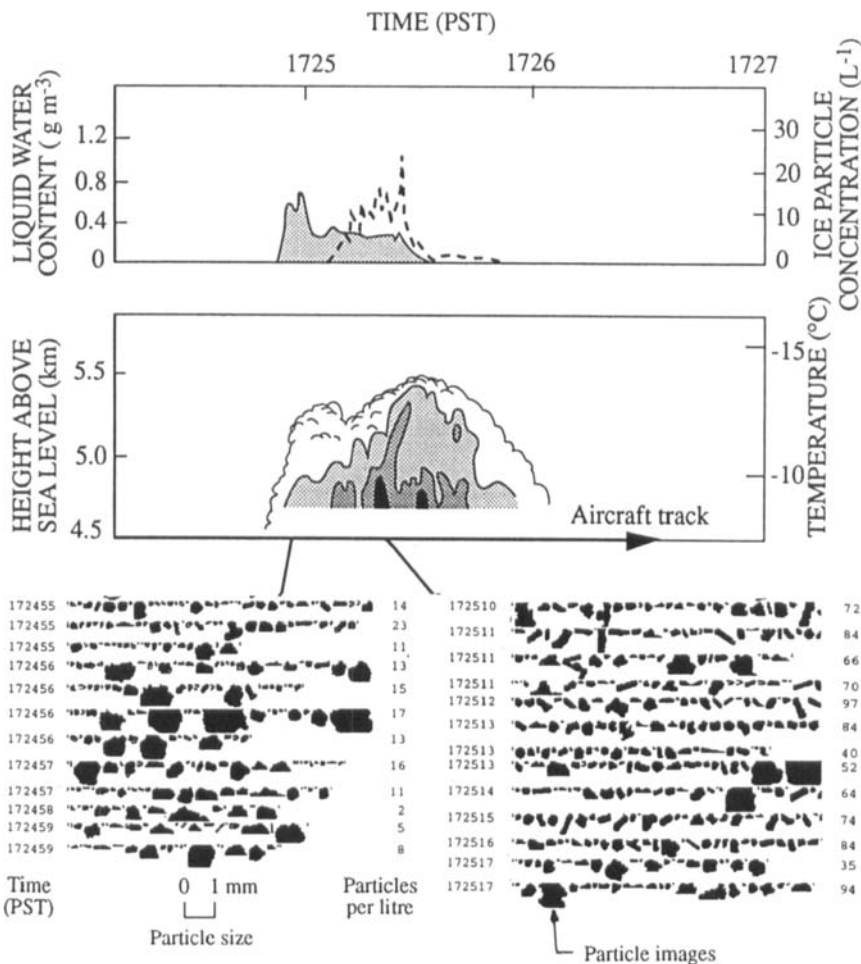 TIME (PST)
1725 1726 1727
LIQUID WATER
CONTENT ( g m-3)
1.2
0.8
0.4
0
30
20
10
0
ICE PARTICLE
CONCENTRATION (L-1)
HEIGHT ABOVE
SEA LEVEL (km)
5.5
5.0
4.5
-15
-10
TEMPERATURE (°C)
Aircraft track
172455 14
172455 23
172455 11
172456 13
172456 15
172456 17
172456 13
172457 16
172457 11
172458 2
172459 5
172459 8
172510 72
172511 84
172511 66
172511 70
172512 97
172513 84
172513 40
172513 52
172514 64
172515 74
172516 84
172517 35
172517 94
Time
(PST)
0 1 mm
Particle size
Particles
per litre
Particle images